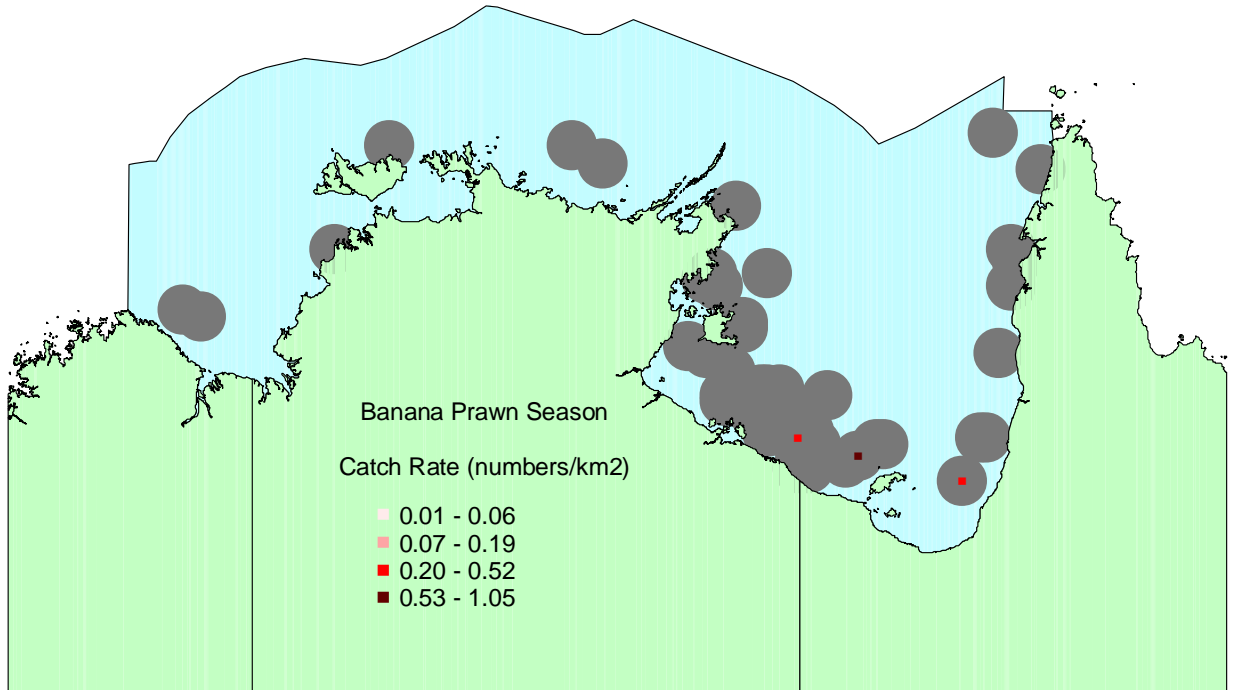 Banana Prawn Season
Catch Rate (numbers/km2)
0.01 - 0.06
0.07 - 0.19
0.20 - 0.52
0.53 - 1.05